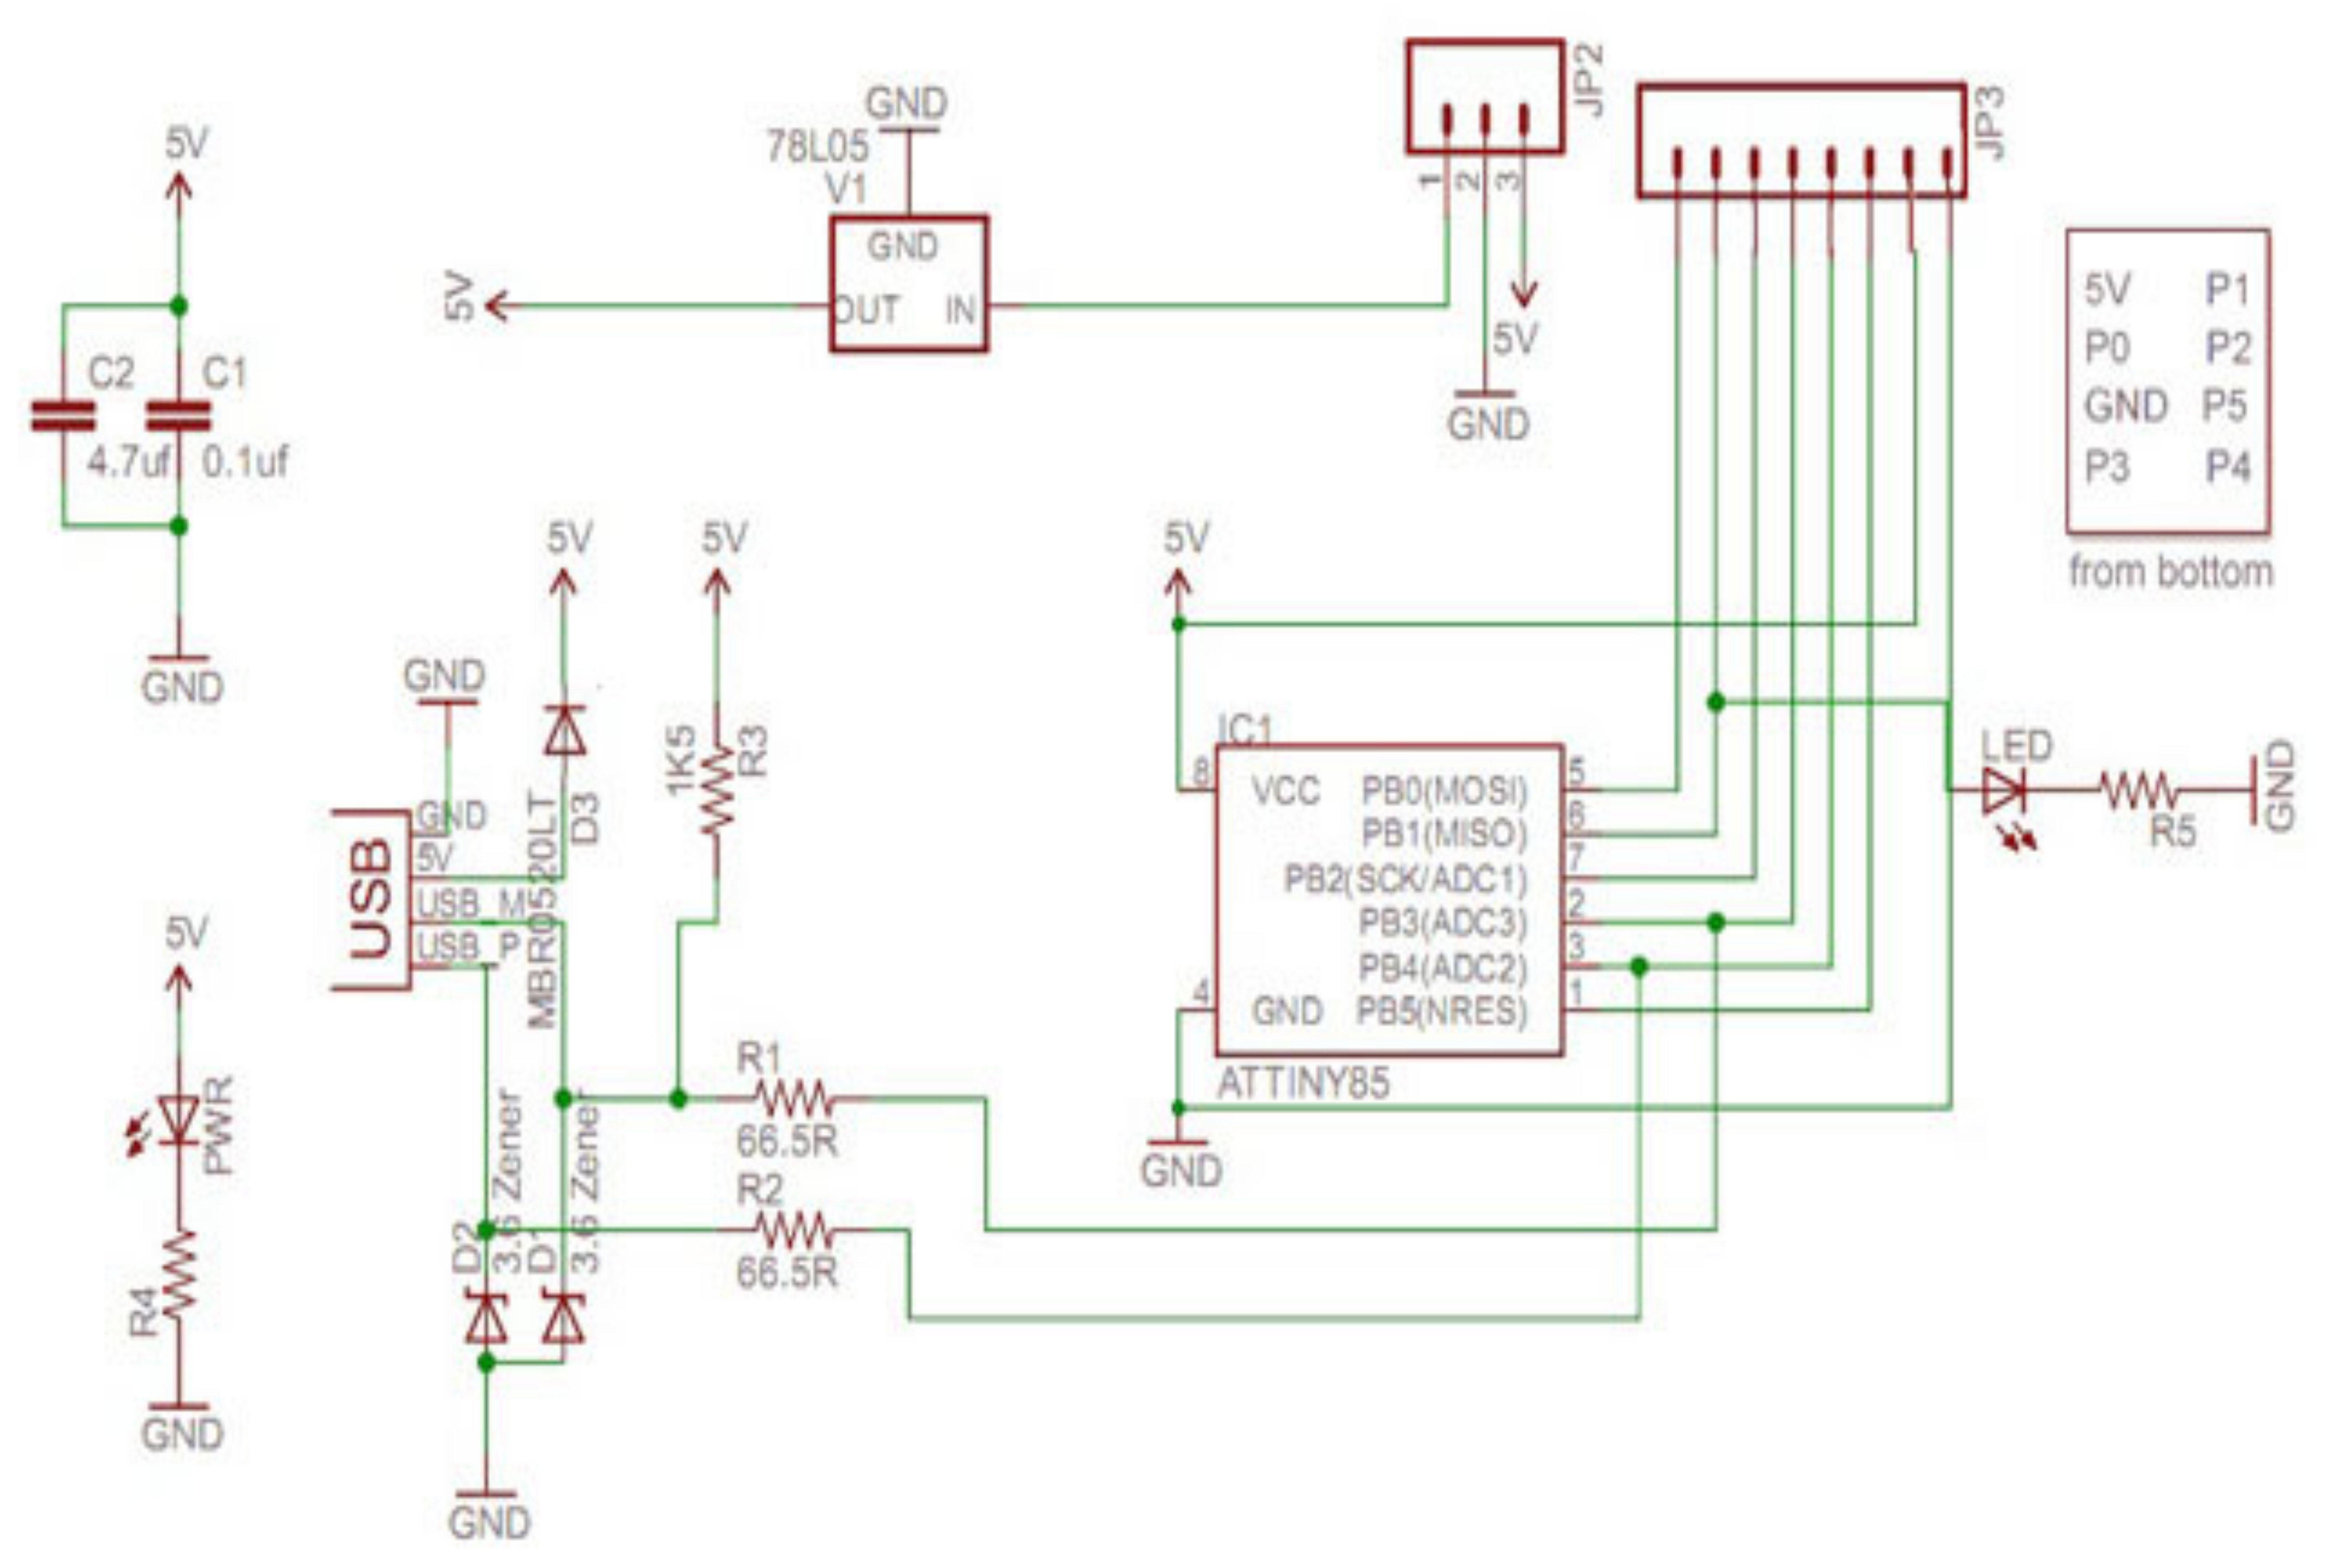 JP2
JP3
GND
78L05
V1
GND
OUT IN
5V
1 2 3
5V
GND
5V
C2 C1
4.7uf 0.1uf
GND
5V P1
P0 P2
GND P5
P3 P4
from bottom
5V
5V
5V
GND
1K5
R3
MBR0520LT
D3
USB
GND
5V
USB_M
USB_P
IC1
8 VCC PB0(MOSI) 5
PB1(MISO) 6
PB2(SCK/ADC1) 7
PB3(ADC3) 2
PB4(ADC2) 3
4 GND PB5(NRES) 1
ATTINY85
GND
LED
R5
GND
5V
PWR
R4
GND
R1
66.5R
R2
66.5R
D2
3.6 Zener
D1
3.6 Zener
GND